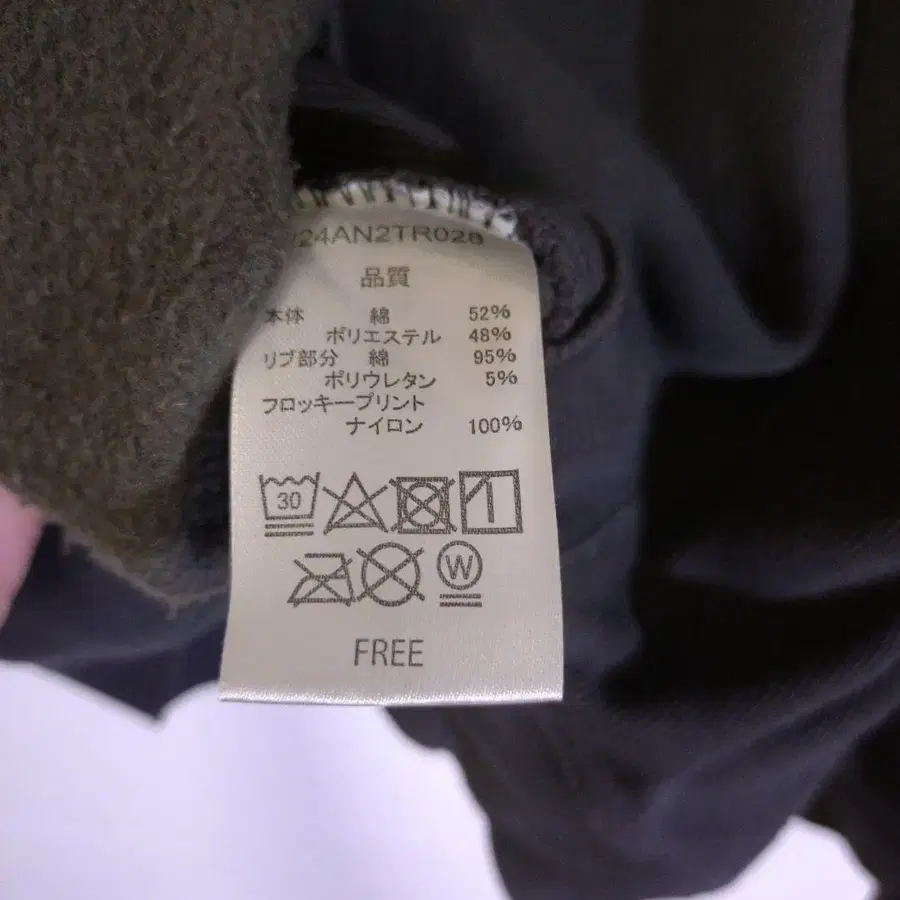 24AN2TR028
品質
本体 綿 52%
ポリエステル 48%
リブ部分 綿 95%
ポリウレタン 5%
フロッキープリント
ナイロン 100%
30
W
FREE